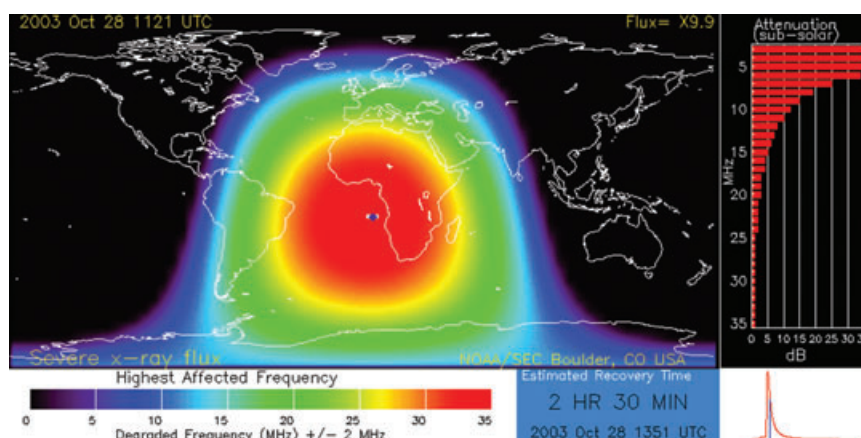 2003 Oct 28 1121 UTC
Flux= X9.9
Severe x-ray flux
NOAA/SEC Boulder, CO USA
Attenuation
(sub-solar)
5
10
15
20
25
30
35
MHz
0 5 10 15 20 25 30 3
dB
Highest Affected Frequency
0 5 10 15 20 25 30 35
Degraded Frequency (MHz) +/- 2 MHz
Estimated Recovery Time
2 HR 30 MIN
2003 Oct 28 1351 UTC